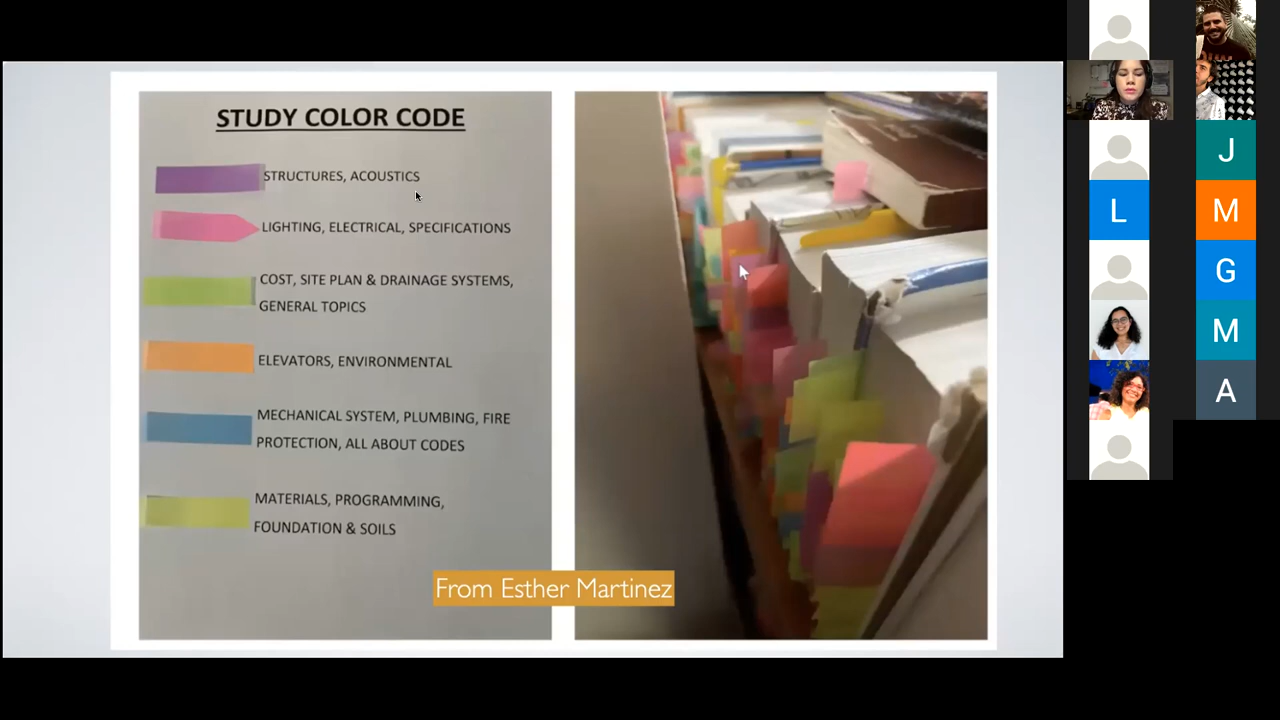 STUDY COLOR CODE
STRUCTURES, ACOUSTICS
LIGHTING, ELECTRICAL, SPECIFICATIONS
COST, SITE PLAN & DRAINAGE SYSTEMS,
GENERAL TOPICS
ELEVATORS, ENVIRONMENTAL
MECHANICAL SYSTEM, PLUMBING, FIRE
PROTECTION, ALL ABOUT CODES
MATERIALS, PROGRAMMING,
FOUNDATION & SOILS
From Esther Martinez
J
L
M
G
M
A